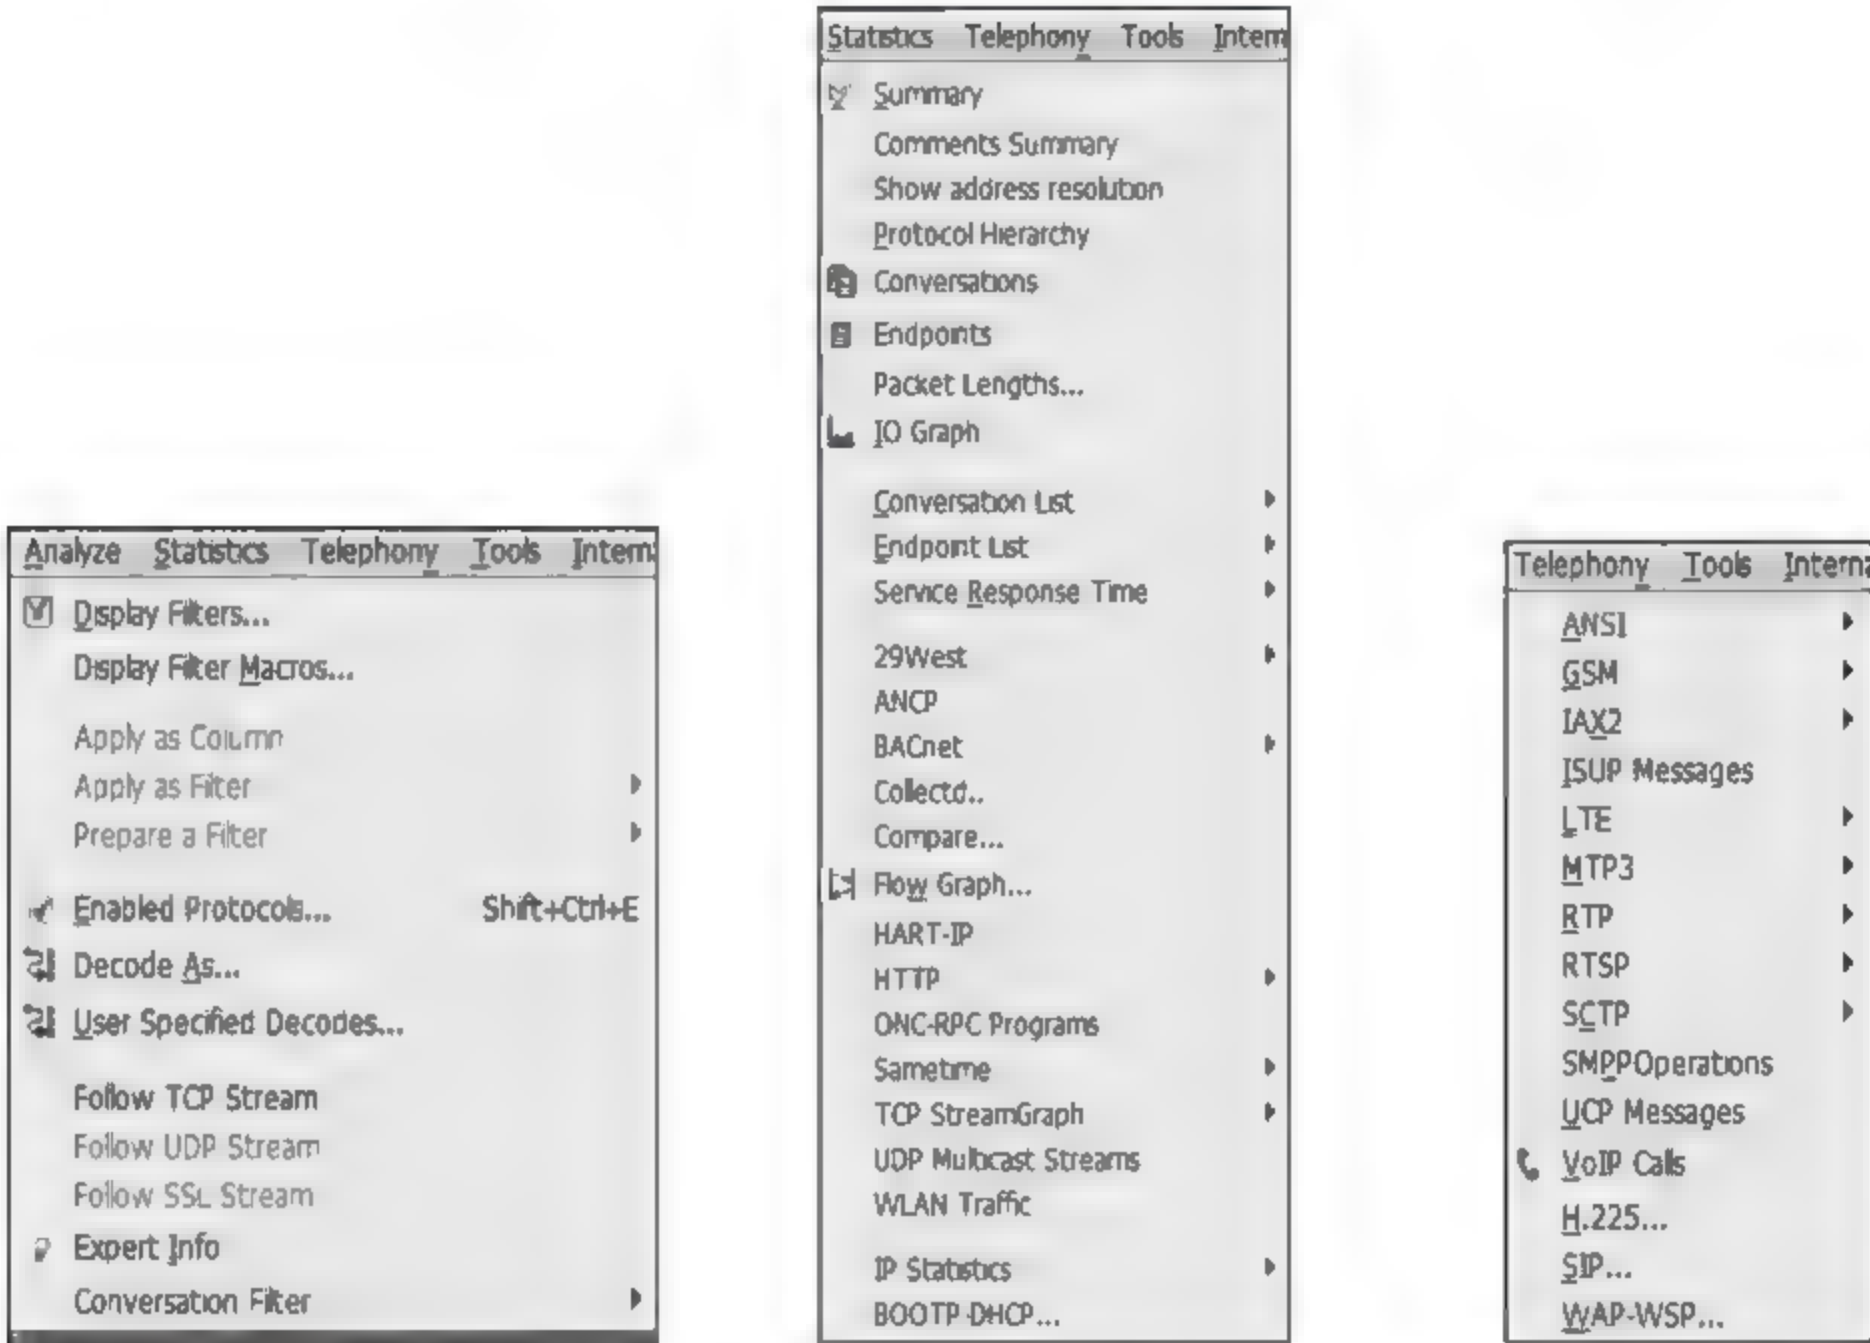 Analyze Statistics Telephony Tools Interna
Display Filters...
Display Filter Macros...
Apply as Column
Apply as Filter
Prepare a Filter
Enabled Protocols... Shift+Ctrl+E
Decode As...
User Specified Decodes...
Follow TCP Stream
Follow UDP Stream
Follow SSL Stream
Expert Info
Conversation Filter
Statistics Telephony Tools Intern
Summary
Comments Summary
Show address resolution
Protocol Hierarchy
Conversations
Endpoints
Packet Lengths...
IO Graph
Conversation List
Endpoint List
Service Response Time
29West
ANCP
BACnet
Collectd..
Compare...
Flow Graph...
HART-IP
HTTP
ONC-RPC Programs
Sametime
TCP StreamGraph
UDP Multicast Streams
WLAN Traffic
IP Statistics
BOOTP-DHCP...
Telephony Tools Interna
ANSI
GSM
IAX2
ISUP Messages
LTE
MTP3
RTP
RTSP
SCTP
SMPPOperations
UCP Messages
VoIP Calls
H.225...
SIP...
WAP-WSP...